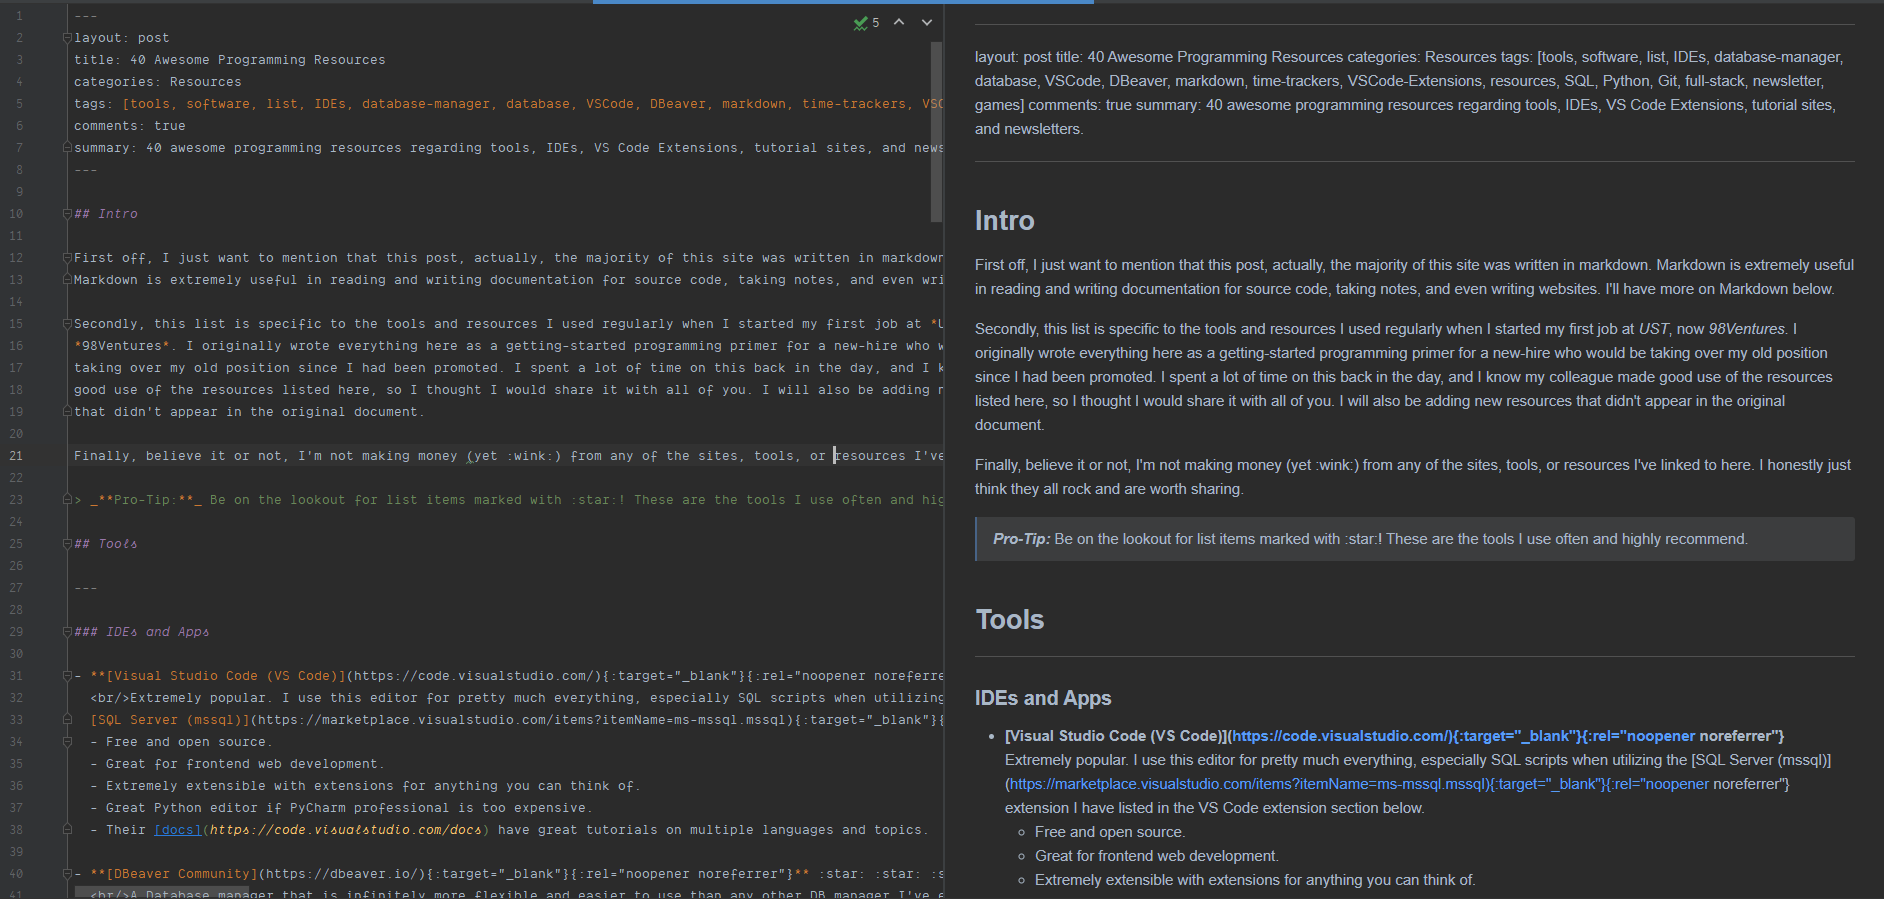 1 ---
2 layout: post
3 title: 40 Awesome Programming Resources
4 categories: Resources
5 tags: [tools, software, list, IDEs, database-manager, database, VSCode, DBeaver, markdown, time-trackers, VSC
6 comments: true
7 summary: 40 awesome programming resources regarding tools, IDEs, VS Code Extensions, tutorial sites, and news
8 ---
9
10 ## Intro
11
12 First off, I just want to mention that this post, actually, the majority of this site was written in markdown
13 Markdown is extremely useful in reading and writing documentation for source code, taking notes, and even wri
14
15 Secondly, this list is specific to the tools and resources I used regularly when I started my first job at *U
16 *98Ventures*. I originally wrote everything here as a getting-started programming primer for a new-hire who w
17 taking over my old position since I had been promoted. I spent a lot of time on this back in the day, and I k
18 good use of the resources listed here, so I thought I would share it with all of you. I will also be adding n
19 that didn't appear in the original document.
20
21 Finally, believe it or not, I'm not making money (yet :wink:) from any of the sites, tools, or resources I've
22
23 > _**Pro-Tip:**_ Be on the lookout for list items marked with :star:! These are the tools I use often and hig
24
25 ## Tools
26
27 ---
28
29 ### IDEs and Apps
30
31 - **[Visual Studio Code (VS Code)](https://code.visualstudio.com/){:target="_blank"}{:rel="noopener noreferre
32 <br/>Extremely popular. I use this editor for pretty much everything, especially SQL scripts when utilizing
33 [SQL Server (mssql)](https://marketplace.visualstudio.com/items?itemName=ms-mssql.mssql){:target="_blank"}{
34 - Free and open source.
35 - Great for frontend web development.
36 - Extremely extensible with extensions for anything you can think of.
37 - Great Python editor if PyCharm professional is too expensive.
38 - Their [docs](https://code.visualstudio.com/docs) have great tutorials on multiple languages and topics.
39
40 - **[DBeaver Community](https://dbeaver.io/){:target="_blank"}{:rel="noopener noreferrer"}** :star: :star: :s
41 <br/>A Database manager that is infinitely more flexible and easier to use than any other DB manager I've e
5
layout: post title: 40 Awesome Programming Resources categories: Resources tags: [tools, software, list, IDEs, database-manager,
database, VSCode, DBeaver, markdown, time-trackers, VSCode-Extensions, resources, SQL, Python, Git, full-stack, newsletter,
games] comments: true summary: 40 awesome programming resources regarding tools, IDEs, VS Code Extensions, tutorial sites,
and newsletters.
Intro
First off, I just want to mention that this post, actually, the majority of this site was written in markdown. Markdown is extremely useful
in reading and writing documentation for source code, taking notes, and even writing websites. I'll have more on Markdown below.
Secondly, this list is specific to the tools and resources I used regularly when I started my first job at UST, now 98Ventures. I
originally wrote everything here as a getting-started programming primer for a new-hire who would be taking over my old position
since I had been promoted. I spent a lot of time on this back in the day, and I know my colleague made good use of the resources
listed here, so I thought I would share it with all of you. I will also be adding new resources that didn't appear in the original
document.
Finally, believe it or not, I'm not making money (yet :wink:) from any of the sites, tools, or resources I've linked to here. I honestly just
think they all rock and are worth sharing.
Pro-Tip: Be on the lookout for list items marked with :star:! These are the tools I use often and highly recommend.
Tools
IDEs and Apps
• [Visual Studio Code (VS Code)](https://code.visualstudio.com/){:target="_blank"}{:rel="noopener noreferrer"}
Extremely popular. I use this editor for pretty much everything, especially SQL scripts when utilizing the [SQL Server (mssql)]
(https://marketplace.visualstudio.com/items?itemName=ms-mssql.mssql){:target="_blank"}{:rel="noopener noreferrer"}
extension I have listed in the VS Code extension section below.
○ Free and open source.
○ Great for frontend web development.
○ Extremely extensible with extensions for anything you can think of.